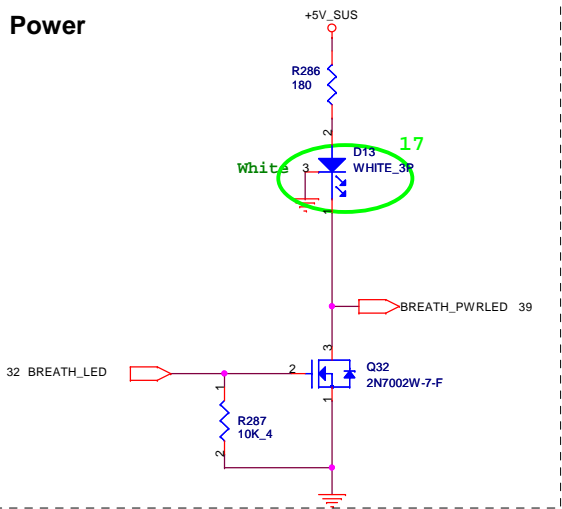 Power
+5V_SUS
R286
180
2
17
D13
White 3 WHITE_3P
1
BREATH_PWRLED 39
3
32 BREATH_LED
2
Q32
2N7002W-7-F
1
1
R287
10K_4
2